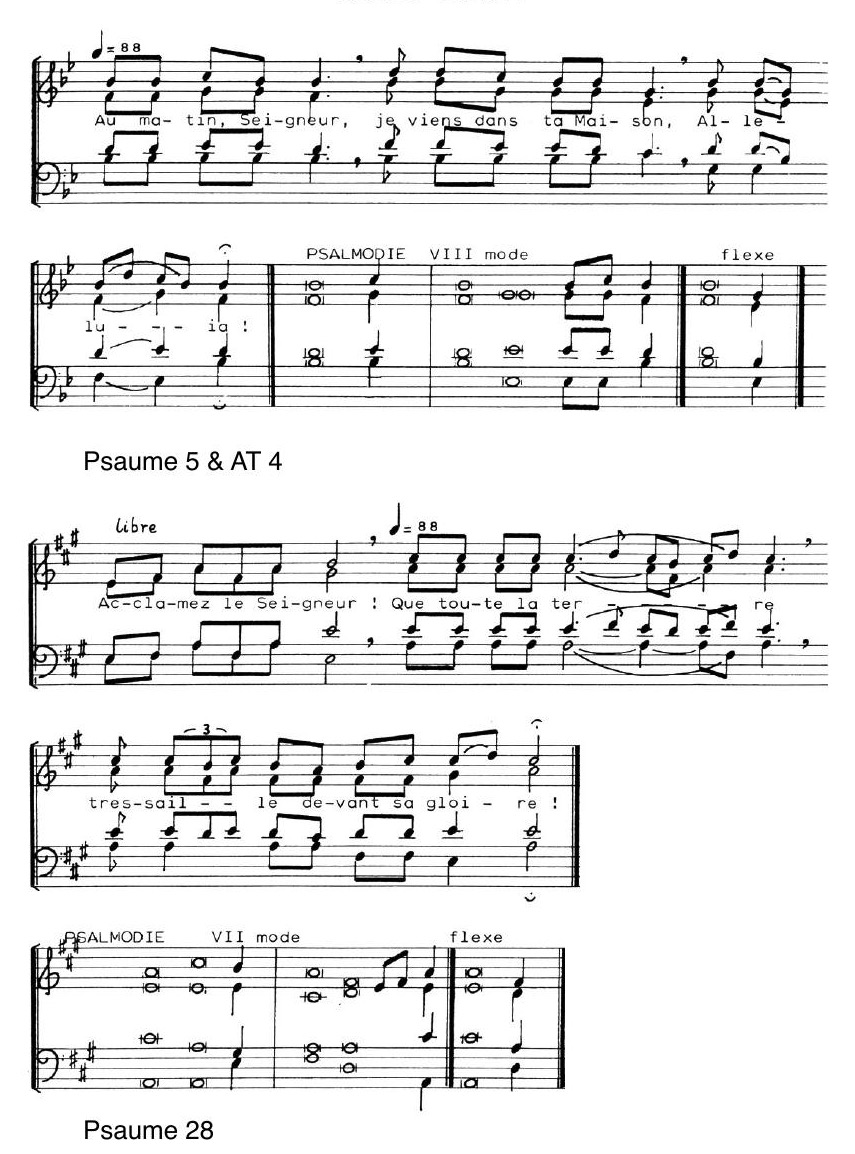 = 88
Au ma- tin, Sei-gneur, je viens dans ta Mai- son, Al- le -
PSALMODIE VIII mode flexe
lu - - - ia !
Psaume 5 & AT 4
libre = 88
Ac-cla-mez le Sei-gneur ! Que tou-te la ter - - - - re
3
tres-sail - - le de-vant sa gloi - re !
PSALMODIE VII mode flexe
Psaume 28